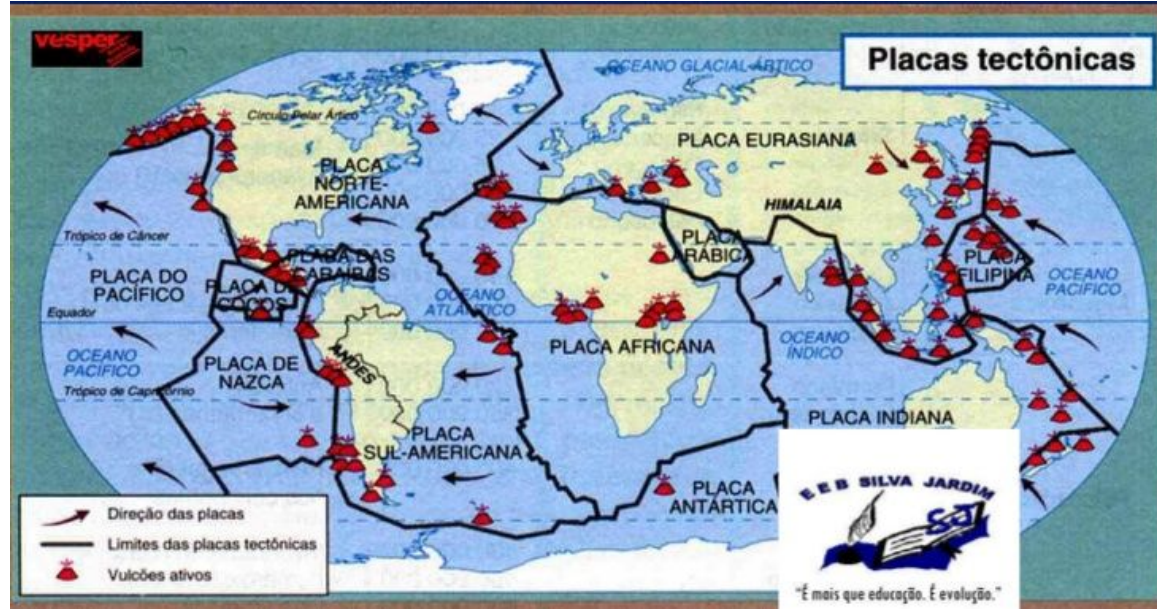 vesper
Placas tectônicas
OCEANO GLACIAL ÁRTICO
Círculo Polar Ártico
PLACA EURASIANA
PLACA
NORTE-
AMERICANA
HIMALAIA
Trópico de Câncer
PLACA DAS
CARAÍBAS
PLACA
ARÁBICA
PLACA
FILIPINA
PLACA DO
PACÍFICO
PLACA DE
COCOS
OCEANO
ATLÂNTICO
OCEANO
PACÍFICO
Equador
OCEANO
PACÍFICO
PLACA DE
NAZCA
ANDES
PLACA AFRICANA
OCEANO
ÍNDICO
Trópico de Capricórnio
PLACA INDIANA
PLACA
SUL-AMERICANA
PLACA
ANTÁRTICA
Direção das placas
Limites das placas tectônicas
Vulcões ativos
E E B SILVA JARDIM
SJ
"É mais que educação. É evolução."